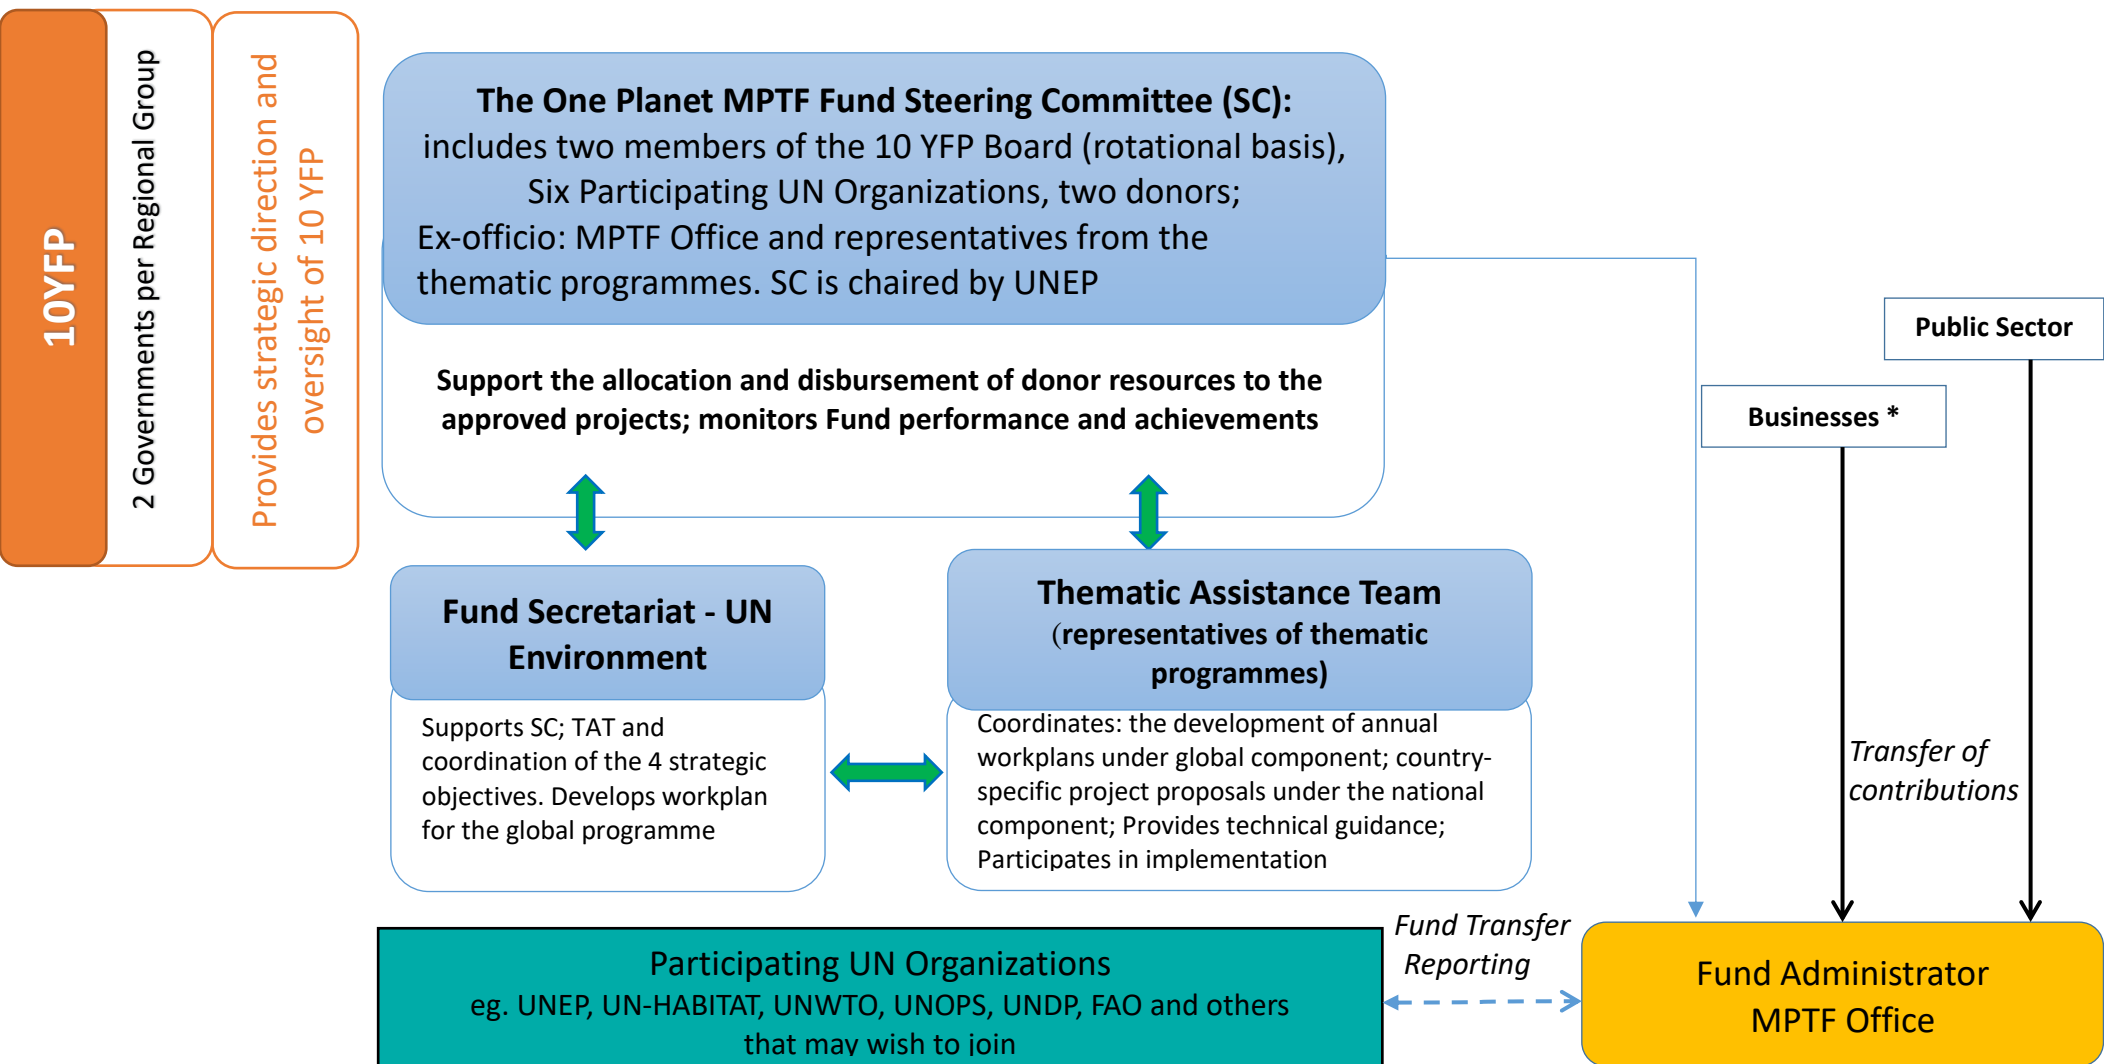 10YFP
2 Governments per Regional Group
Provides strategic direction and
oversight of 10 YFP
The One Planet MPTF Fund Steering Committee (SC):
includes two members of the 10 YFP Board (rotational basis),
Six Participating UN Organizations, two donors;
Ex-officio: MPTF Office and representatives from the
thematic programmes. SC is chaired by UNEP
Support the allocation and disbursement of donor resources to the
approved projects; monitors Fund performance and achievements
Public Sector
Businesses *
Transfer of
contributions
Fund Secretariat - UN
Environment
Supports SC; TAT and
coordination of the 4 strategic
objectives. Develops workplan
for the global programme
Thematic Assistance Team
(representatives of thematic
programmes)
Coordinates: the development of annual
workplans under global component; country-
specific project proposals under the national
component; Provides technical guidance;
Participates in implementation
Participating UN Organizations
eg. UNEP, UN-HABITAT, UNWTO, UNOPS, UNDP, FAO and others
that may wish to join
Fund Transfer
Reporting
Fund Administrator
MPTF Office